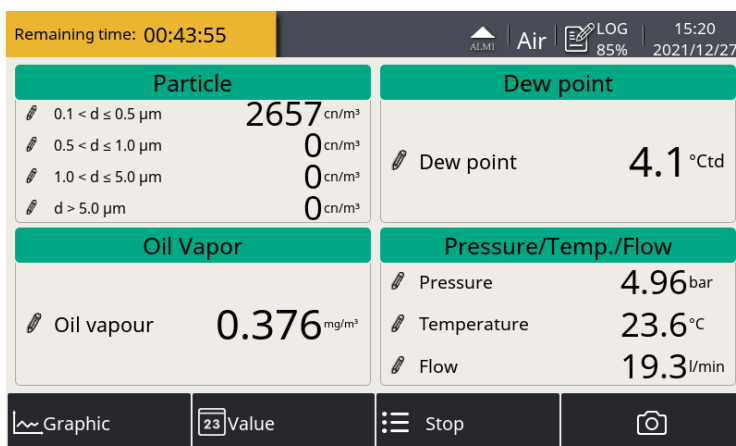 Remaining time: 00:43:55
ALMI
Air
LOG
85%
15:20
2021/12/27
Particle
0.1 < d ≤ 0.5 µm 2657 cn/m³
0.5 < d ≤ 1.0 µm 0 cn/m³
1.0 < d ≤ 5.0 µm 0 cn/m³
d > 5.0 µm 0 cn/m³
Dew point
Dew point 4.1 °Ctd
Oil Vapor
Oil vapour 0.376 mg/m³
Pressure/Temp./Flow
Pressure 4.96 bar
Temperature 23.6 °C
Flow 19.3 l/min
Graphic
23 Value
Stop